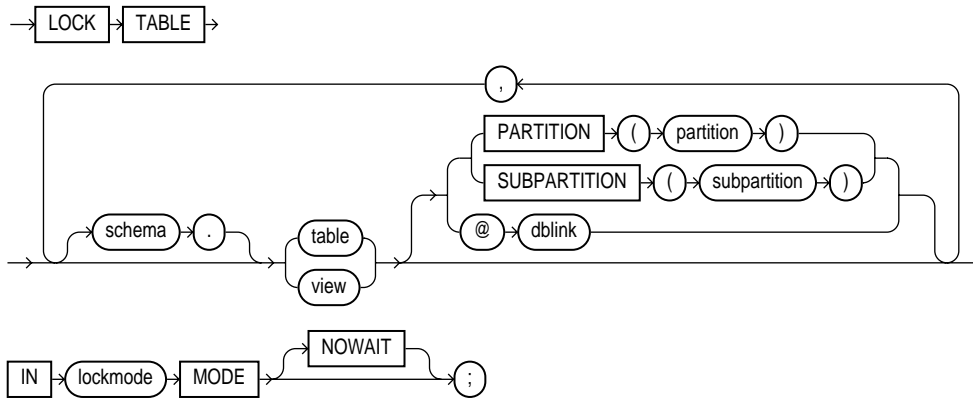 LOCK TABLE
,
PARTITION ( partition )
SUBPARTITION ( subpartition )
@ dblink
schema .
table
view
IN lockmode MODE NOWAIT ;